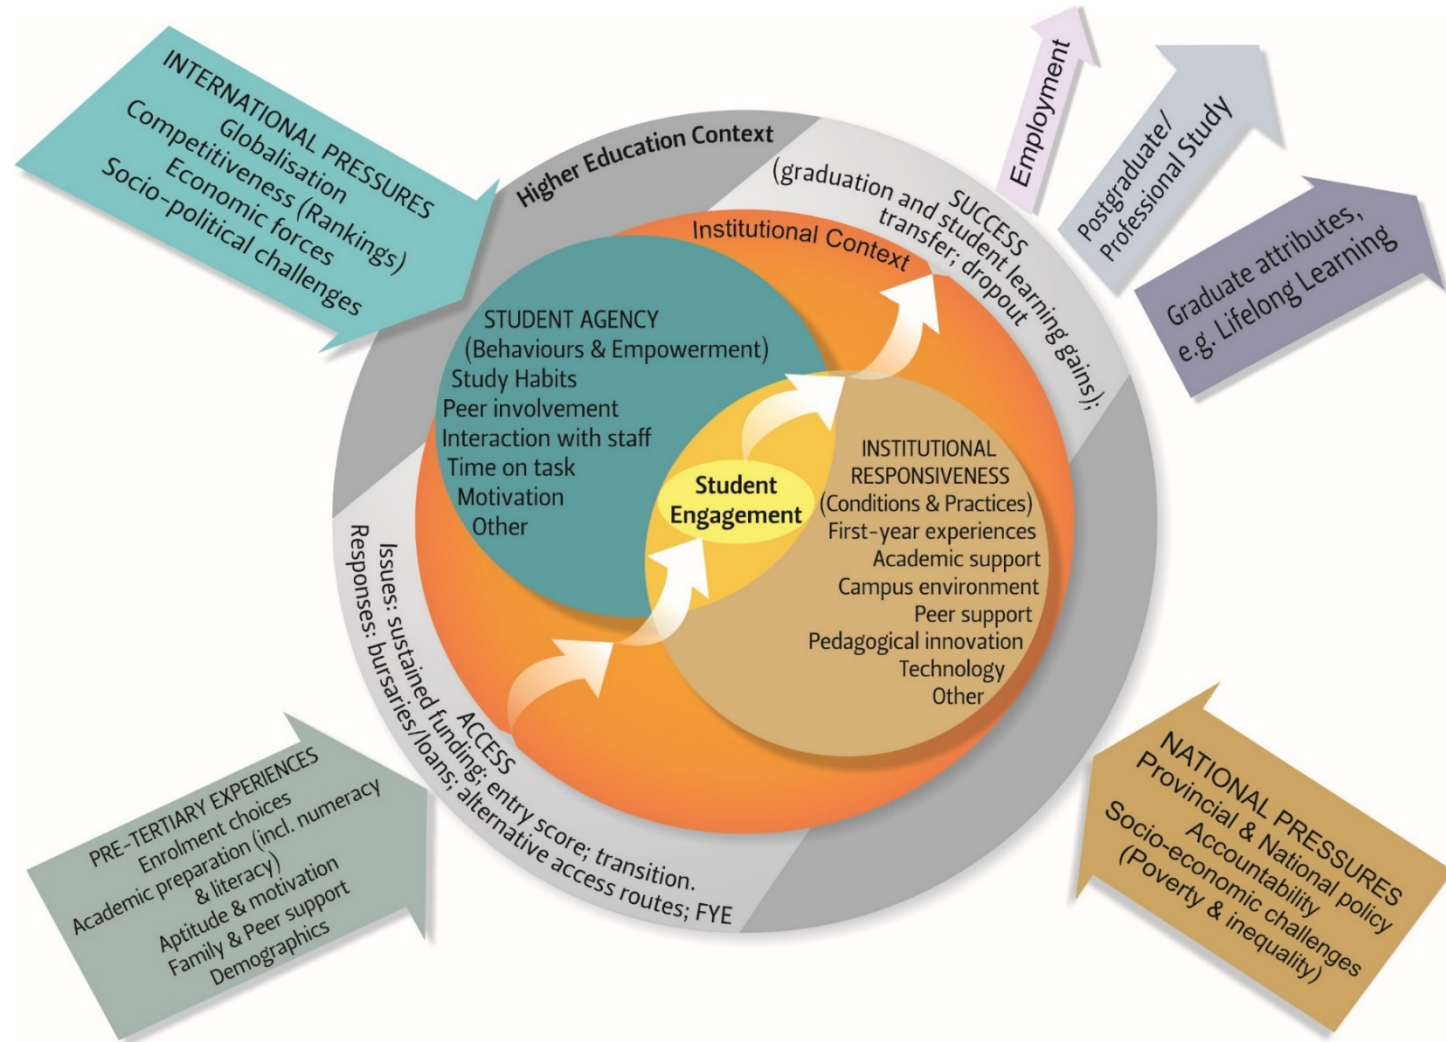 INTERNATIONAL PRESSURES
Globalisation
Competitiveness (Rankings)
Economic forces
Socio-political challenges
Higher Education Context
Institutional Context
SUCCESS
(graduation and student learning gains);
transfer; dropout
Employment
Postgraduate/
Professional Study
Graduate attributes,
e.g. Lifelong Learning
STUDENT AGENCY
(Behaviours & Empowerment)
Study Habits
Peer involvement
Interaction with staff
Time on task
Motivation
Other
Student
Engagement
INSTITUTIONAL
RESPONSIVENESS
(Conditions & Practices)
First-year experiences
Academic support
Campus environment
Peer support
Pedagogical innovation
Technology
Other
ACCESS
Issues: sustained funding; entry score; transition.
Responses: bursaries/loans; alternative access routes; FYE
PRE-TERTIARY EXPERIENCES
Enrolment choices
Academic preparation (incl. numeracy
& literacy)
Aptitude & motivation
Family & Peer support
Demographics
NATIONAL PRESSURES
Provincial & National policy
Accountability
Socio-economic challenges
(Poverty & inequality)